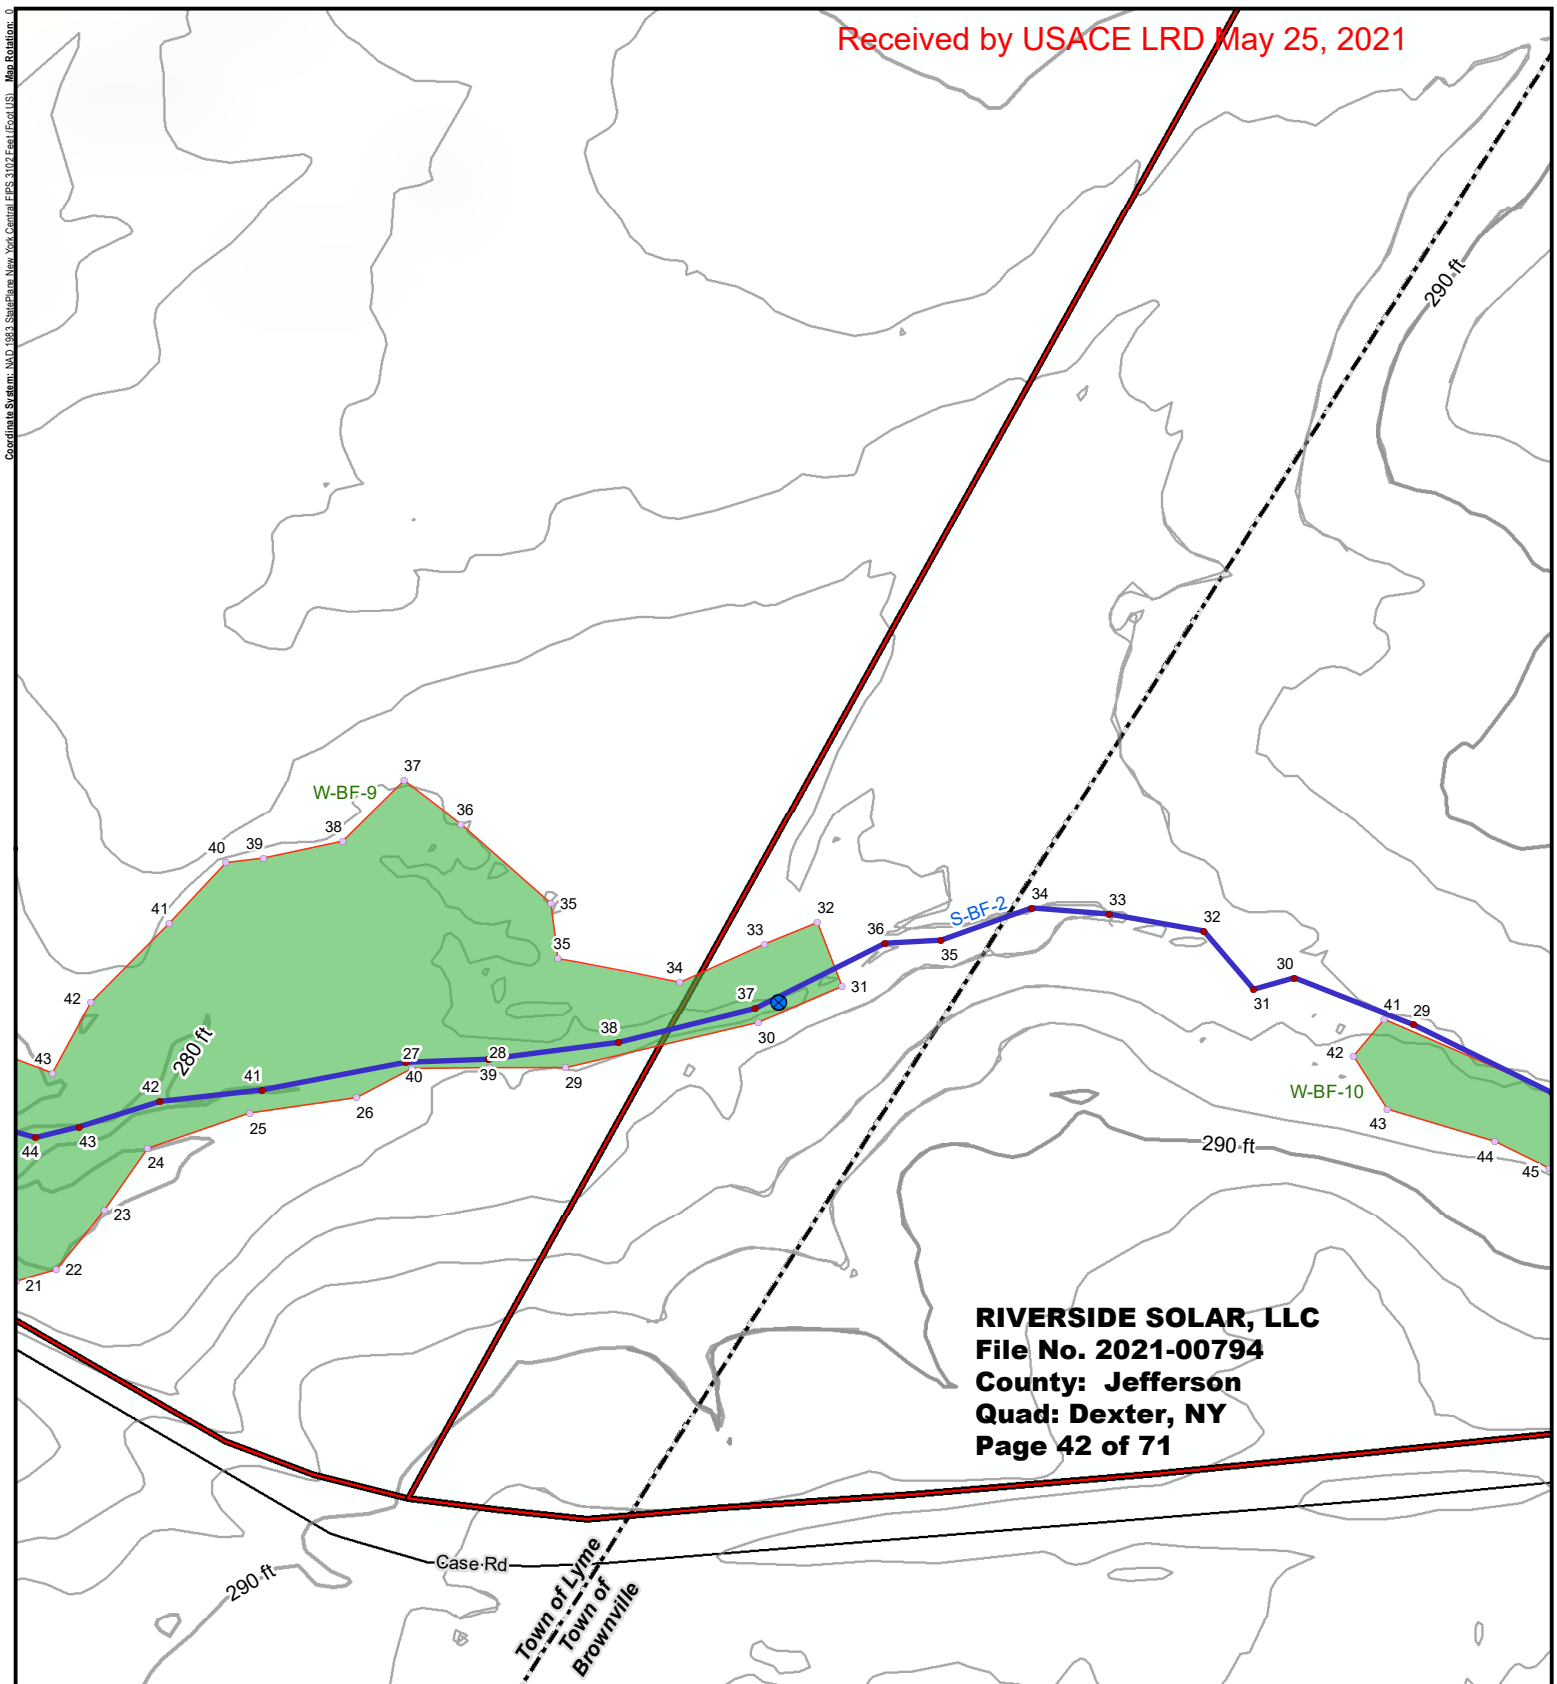 Coordinate System: NAD 1983 StatePlane New York Central FIPS 3102 Feet (Foot US) Map Rotation: 0
Received by USACE LRD May 25, 2021
290 ft
37
W-BF-9
36
38
39
40
35
41
32
33
36
S-BF-2
34
33
32
35
35
34
30
31
42
37
31
41
29
30
38
280 ft
43
27
28
42
40
39
29
W-BF-10
42
41
26
43
25
43
44
24
290 ft
44
45
23
22
21
RIVERSIDE SOLAR, LLC
File No. 2021-00794
County: Jefferson
Quad: Dexter, NY
Page 42 of 71
Case Rd
290 ft
Town of Lyme
Town of
Brownville